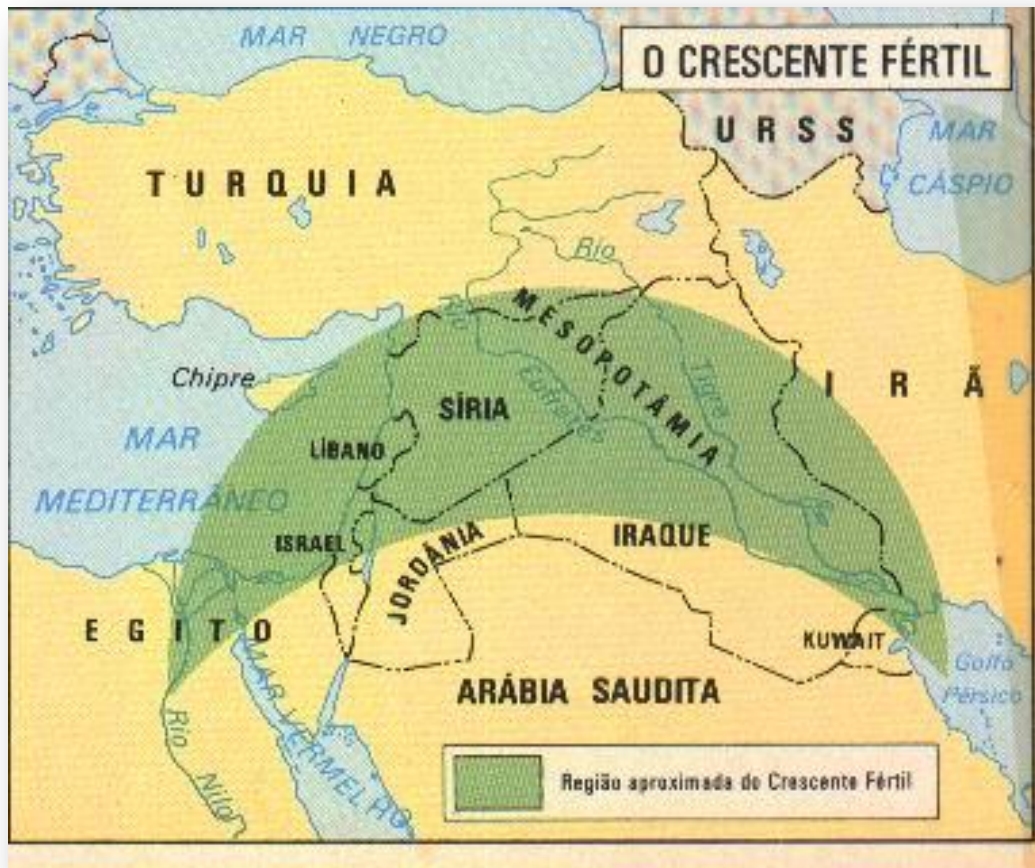 MAR NEGRO
O CRESCENTE FÉRTIL
URSS
MAR
CÁSPIO
TURQUIA
Rio
MESOPOTÂMIA
Rio
Eufrates
Tigre
IRÃ
Chipre
SÍRIA
LÍBANO
MAR
MEDITERRÂNEO
ISRAEL
JORDÂNIA
IRAQUE
EGITO
KUWAIT
Golfo
Pérsico
MAR VERMELHO
ARÁBIA SAUDITA
Rio Nilo
Região aproximada do Crescente Fértil